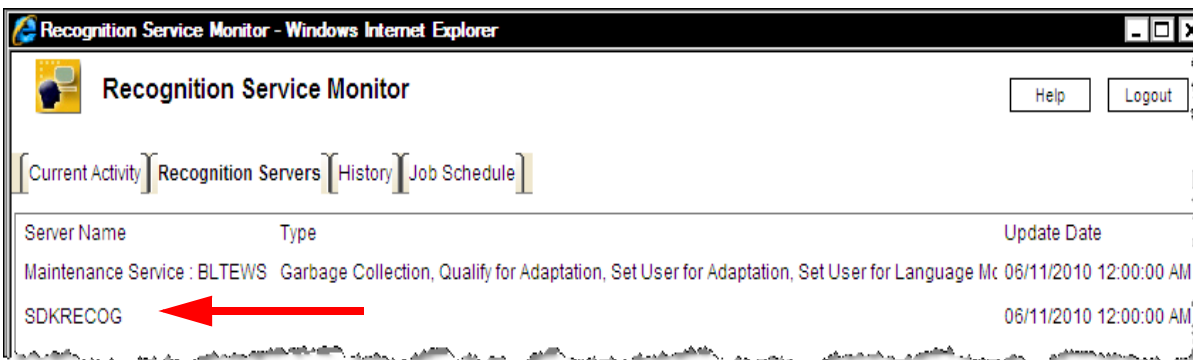 Recognition Service Monitor - Windows Internet Explorer
Recognition Service Monitor
Help Logout
Current Activity Recognition Servers History Job Schedule
Server Name Type Update Date
Maintenance Service : BLTEWS Garbage Collection, Qualify for Adaptation, Set User for Adaptation, Set User for Language Mo 06/11/2010 12:00:00 AM
SDKRECOG 06/11/2010 12:00:00 AM